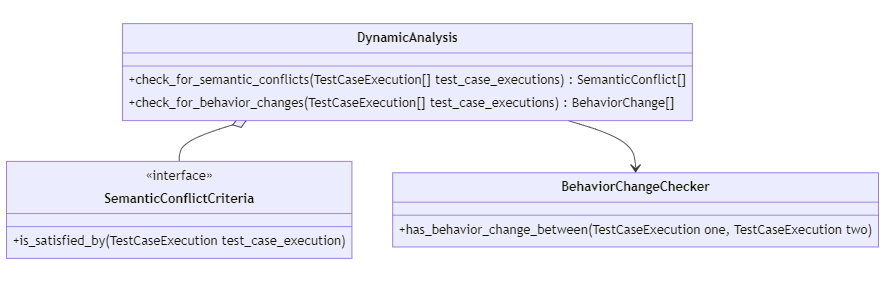 DynamicAnalysis
+check_for_semantic_conflicts(TestCaseExecution[] test_case_executions) : SemanticConflict[]
+check_for_behavior_changes(TestCaseExecution[] test_case_executions) : BehaviorChange[]
«interface»
SemanticConflictCriteria
+is_satisfied_by(TestCaseExecution test_case_execution)
BehaviorChangeChecker
+has_behavior_change_between(TestCaseExecution one, TestCaseExecution two)